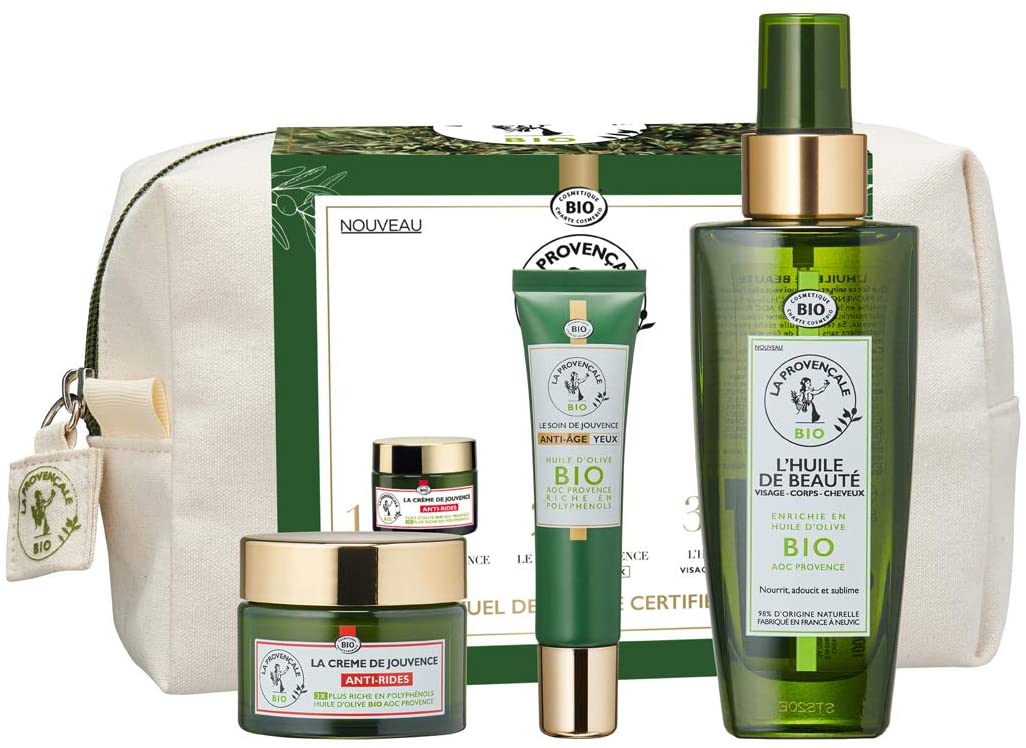 BIO
COSMETIQUE
BIO
CHARTE COSMEBIO
NOUVEAU
LA PROVENÇALE
LA PROVENÇALE
BIO
BIO
LA CRÈME DE JOUVENCE
ANTI-RIDES
BIO
LA CREME DE JOUVENCE
ANTI-RIDES
3X PLUS RICHE EN POLYPHÉNOLS
HUILE D'OLIVE BIO AOC PROVENCE
LA PROVENÇALE
BIO
BIO
LA PROVENÇALE
BIO
LE SOIN DE JOUVENCE
ANTI-ÂGE YEUX
HUILE D'OLIVE
BIO
AOC PROVENCE
RICHE EN
POLYPHÉNOLS
COSMETIQUE
BIO
CHARTE COSMEBIO
NOUVEAU
LA PROVENÇALE
BIO
L'HUILE
DE BEAUTÉ
VISAGE-CORPS-CHEVEUX
ENRICHIE EN
HUILE D'OLIVE
BIO
AOC PROVENCE
Nourrit, adoucit et sublime
98% D'ORIGINE NATURELLE
FABRIQUÉ EN FRANCE À NEUVIC